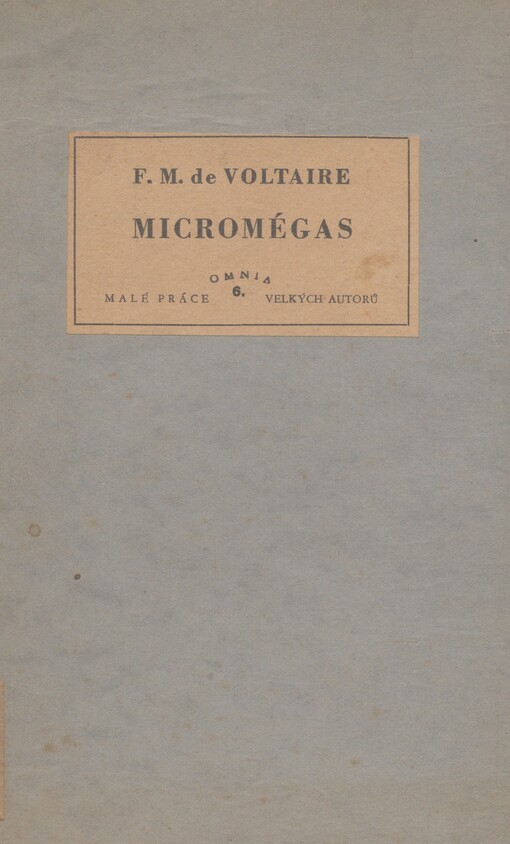 F. M. de VOLTAIRE
MICROMÉGAS
OMNIA
MALÉ PRÁCE 6. VELKÝCH AUTORŮ